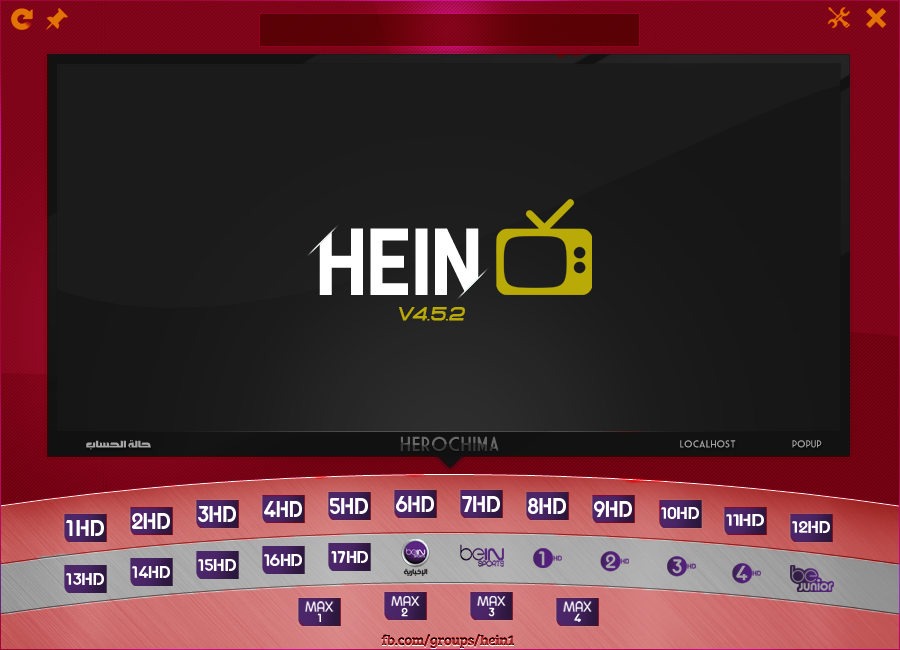 HEIN
V4.5.2
حالة الحساب
HEROCHIMA
LOCALHOST
POPUP
1HD
2HD
3HD
4HD
5HD
6HD
7HD
8HD
9HD
10HD
11HD
12HD
13HD
14HD
15HD
16HD
17HD
beIN
الإخبارية
beIN
SPORTS
1HD
2HD
3HD
4HD
be
JUNIOR
MAX
1
MAX
2
MAX
3
MAX
4
fb.com/groups/hein1